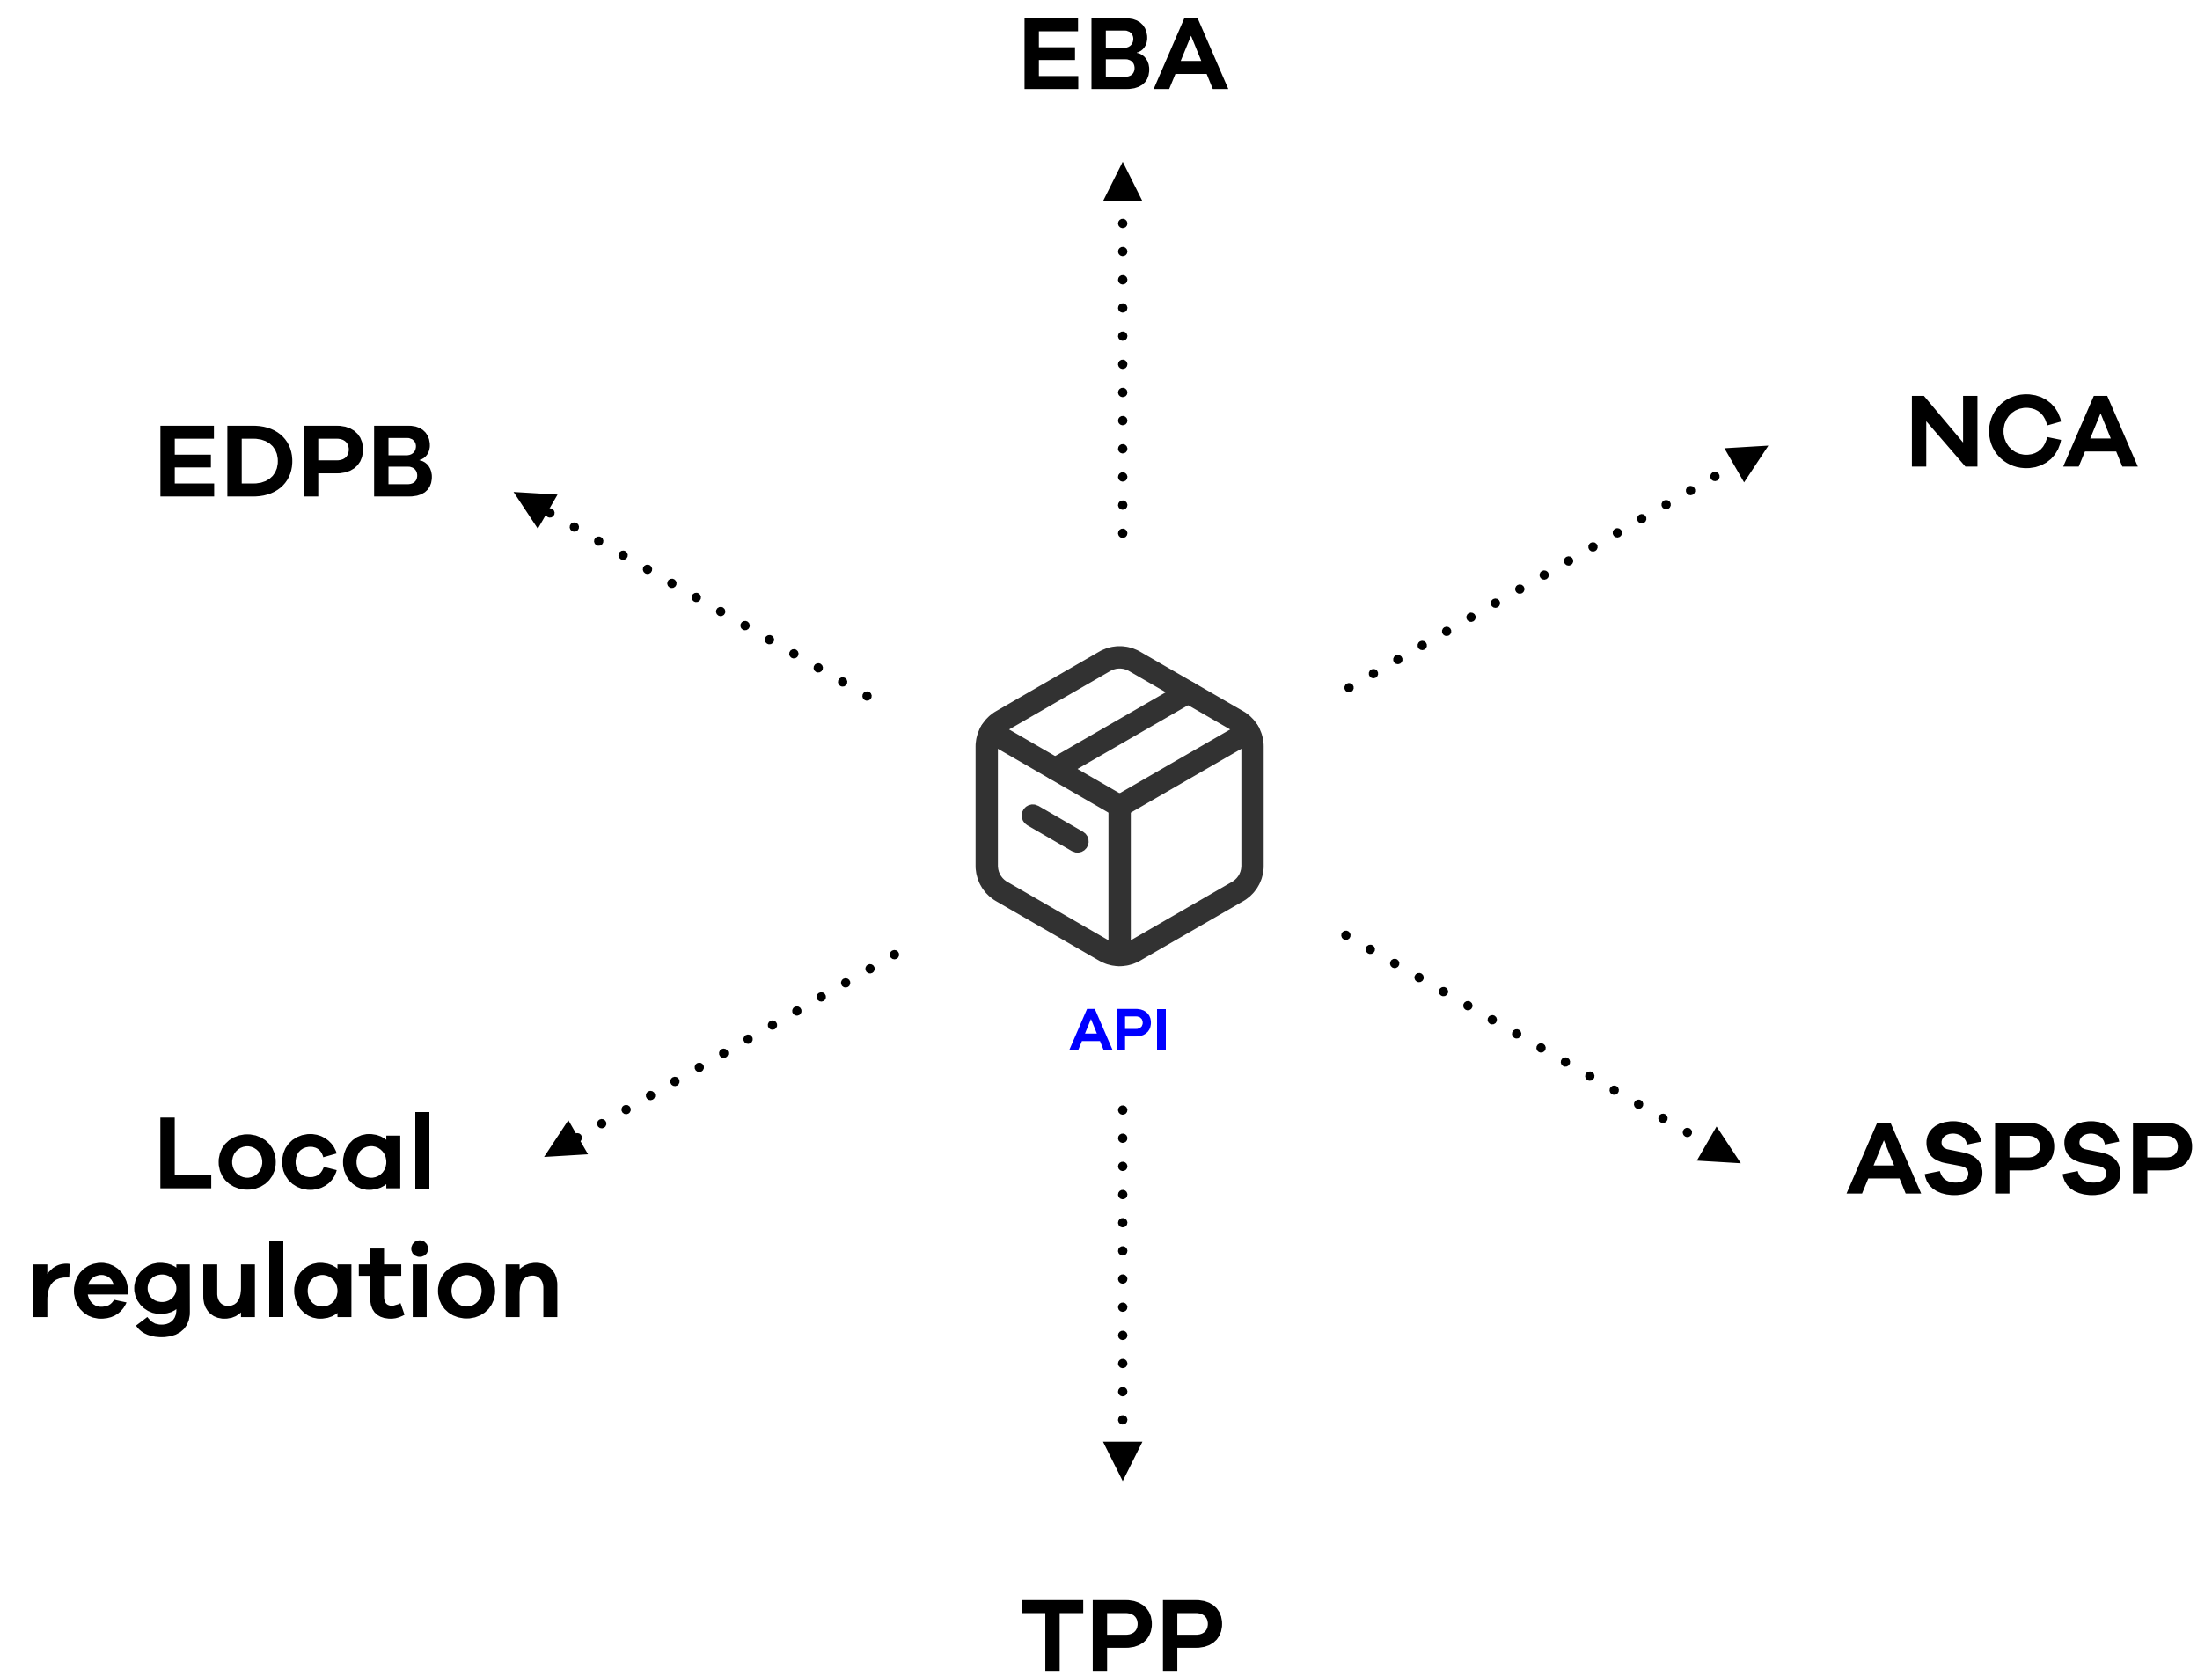 EBA
NCA
EDPB
API
Local
regulation
ASPSP
TPP